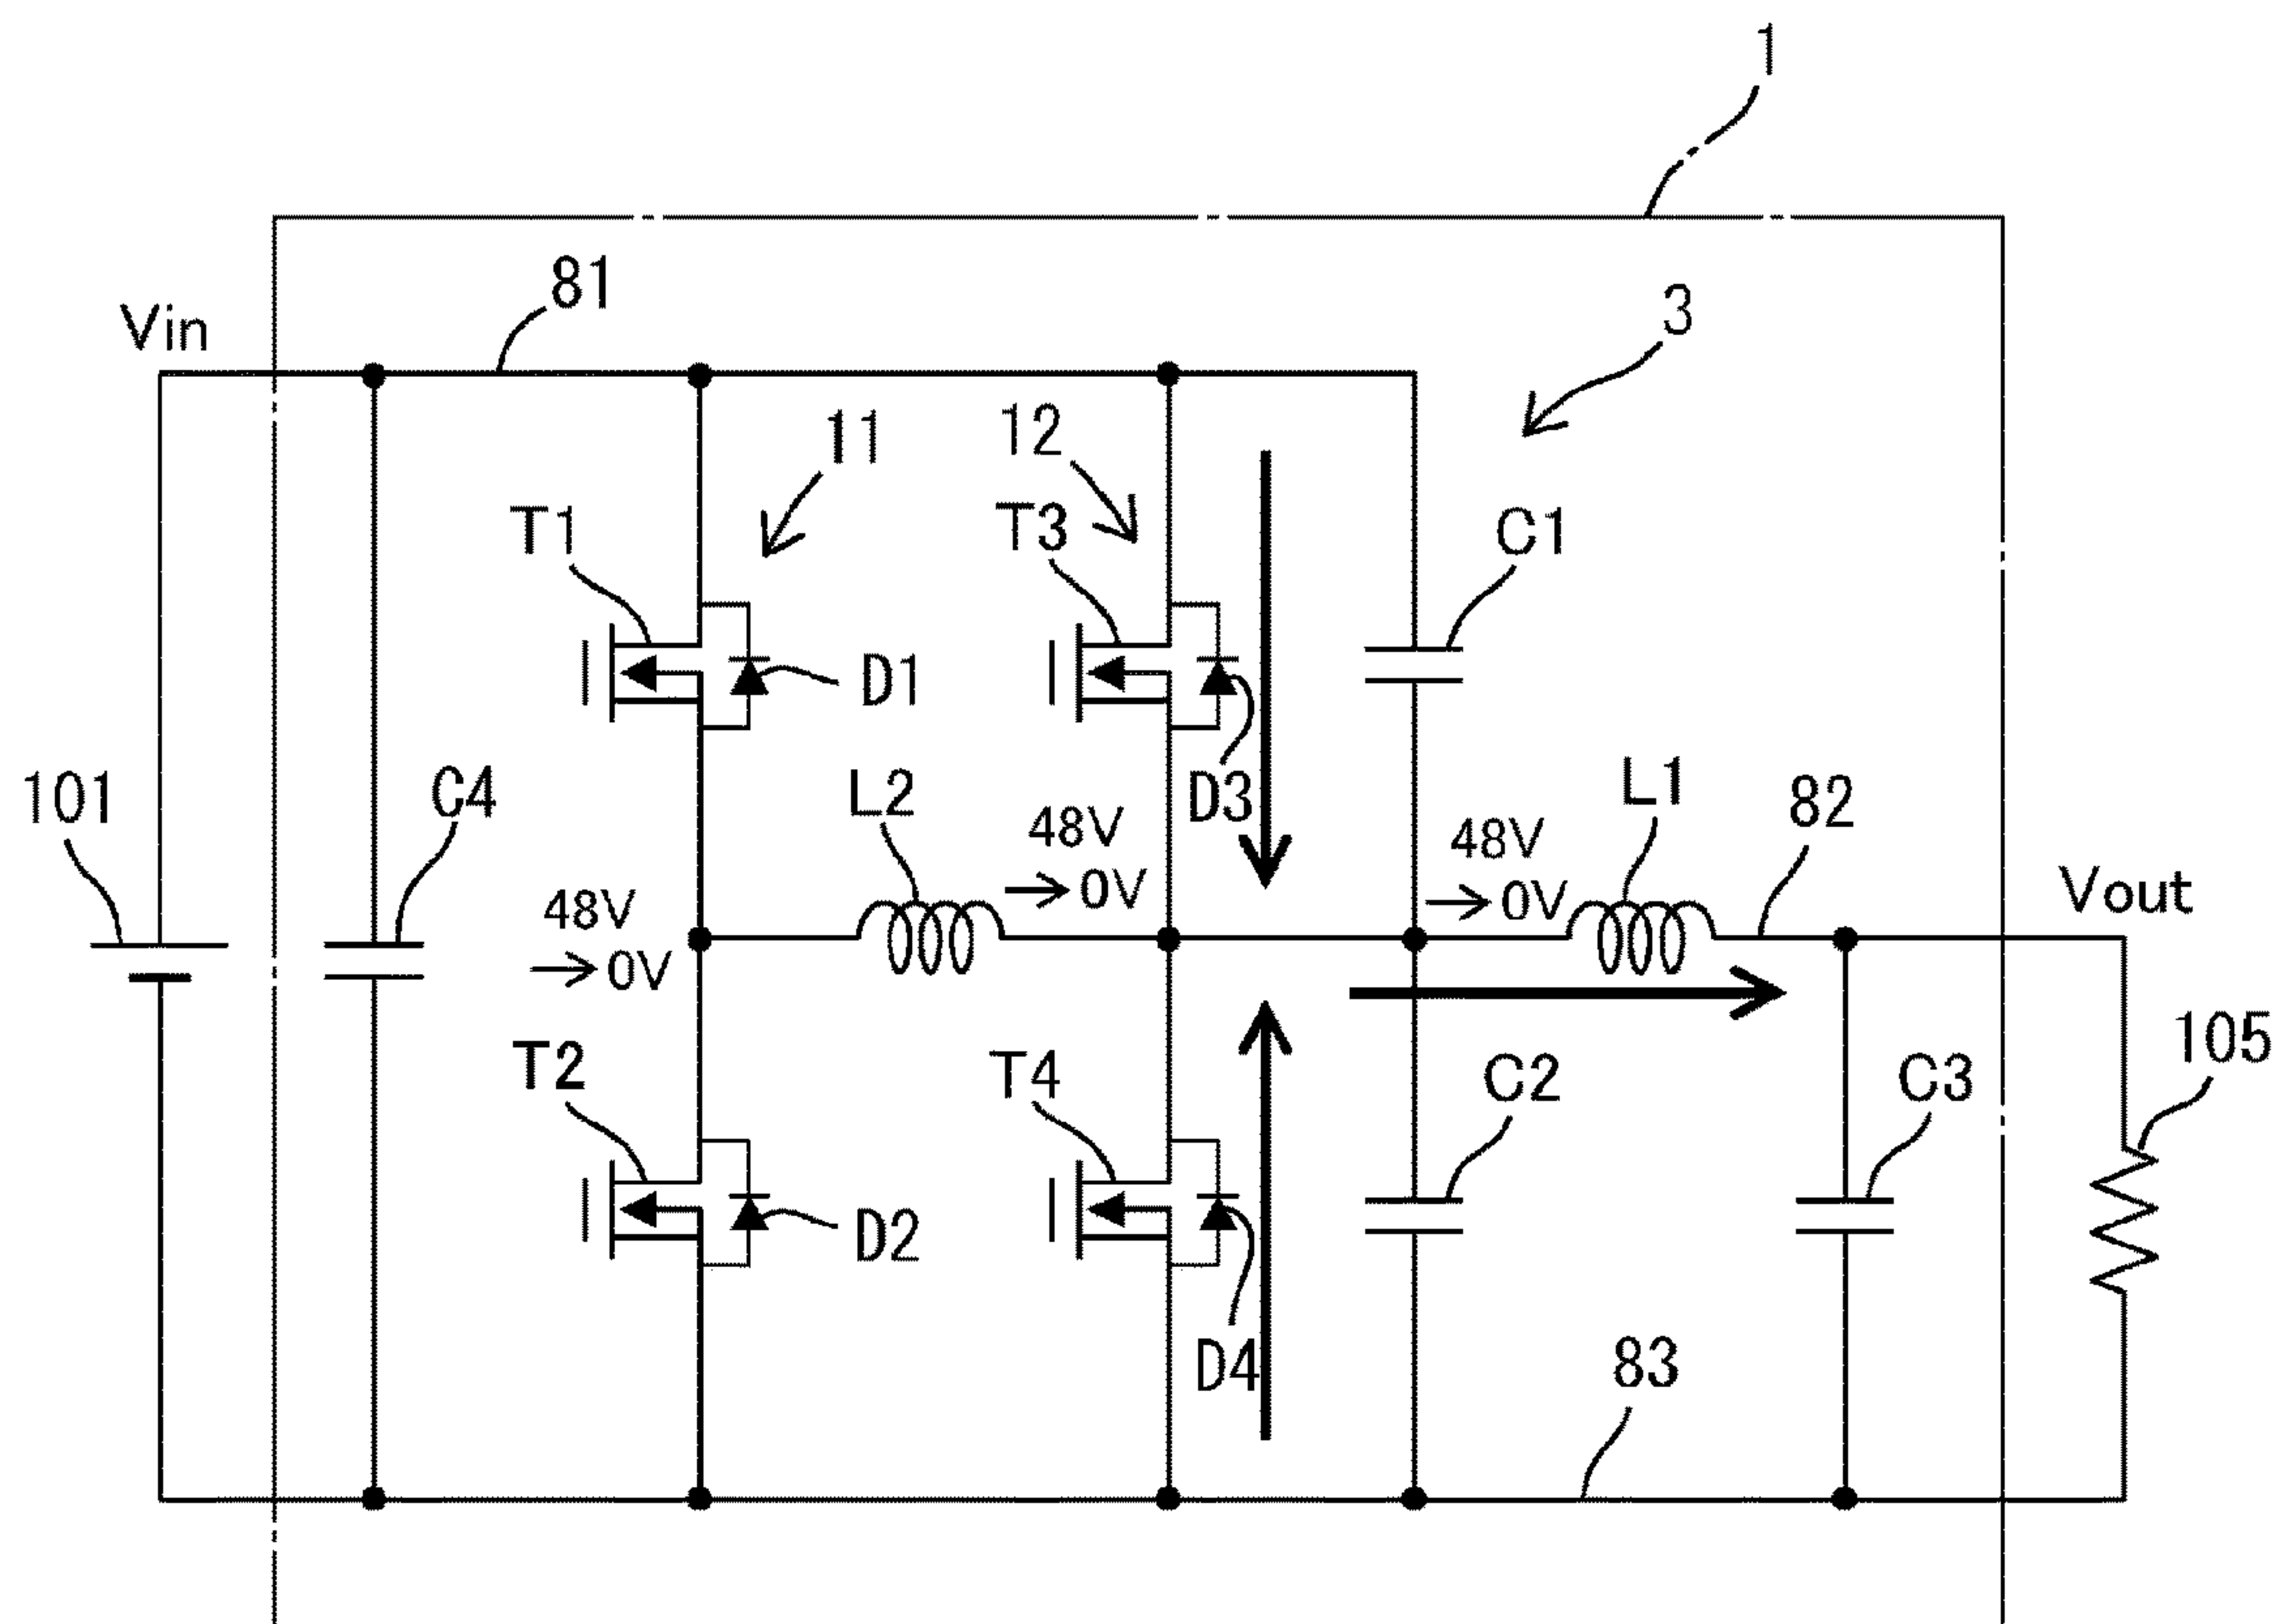 1
81
Vin
3
11
12
T1
T3
C1
D1
D3
101
C4
L2
48V
→0V
L1
82
48V
→0V
48V
→0V
Vout
T2
T4
C2
C3
105
D2
D4
83